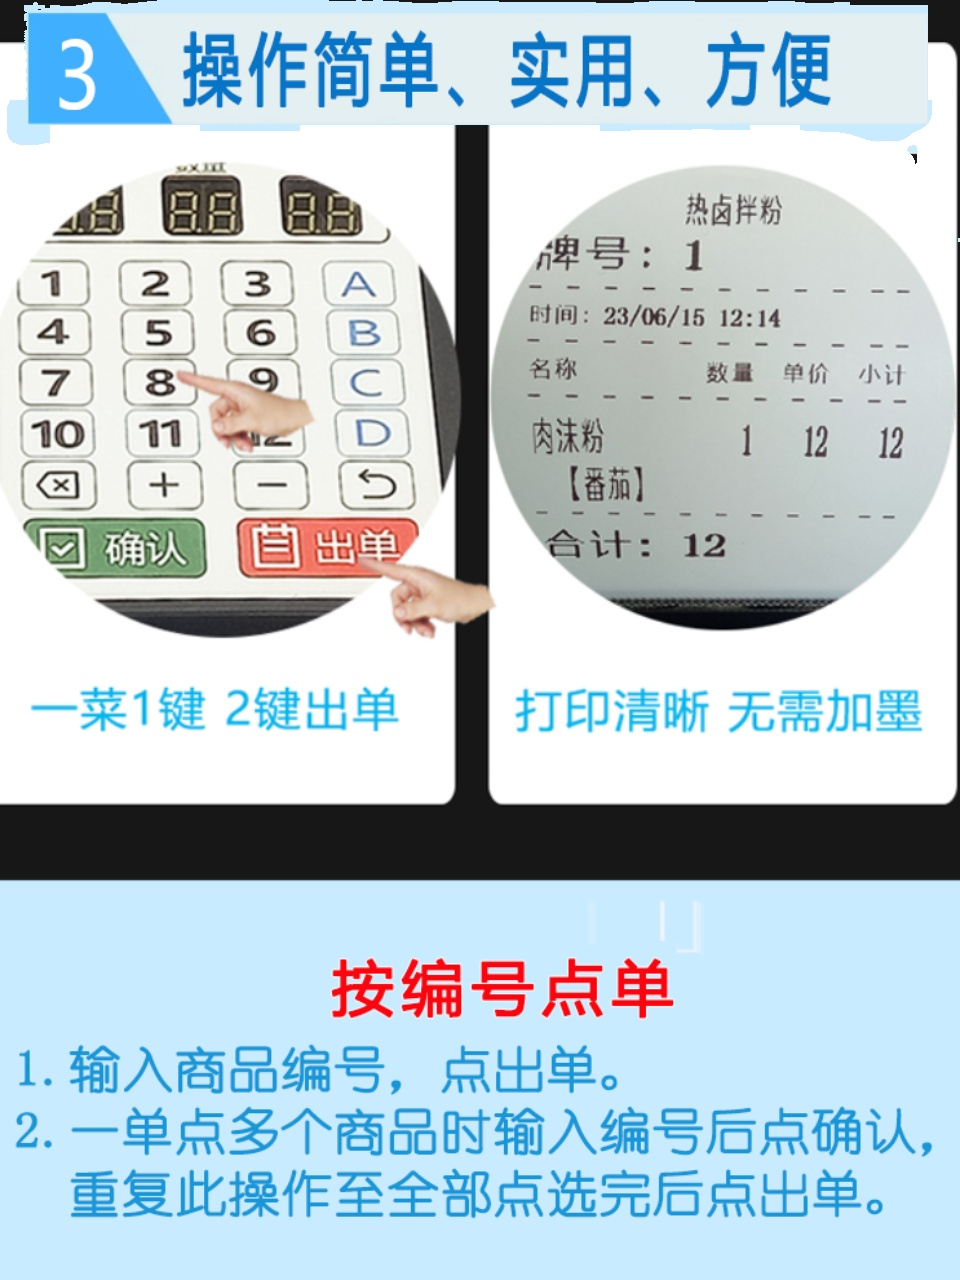 3 操作简单、实用、方便
数量
1 2 3 A
4 5 6 B
7 8 9 C
10 11 12 D
+ −
确认 出单
热卤拌粉
牌号: 1
时间: 23/06/15 12:14
名称 数量 单价 小计
肉沫粉 1 12 12
【番茄】
合计: 12
一菜1键 2键出单
打印清晰 无需加墨
按编号点单
1. 输入商品编号，点出单。
2. 一单点多个商品时输入编号后点确认，
重复此操作至全部点选完后点出单。